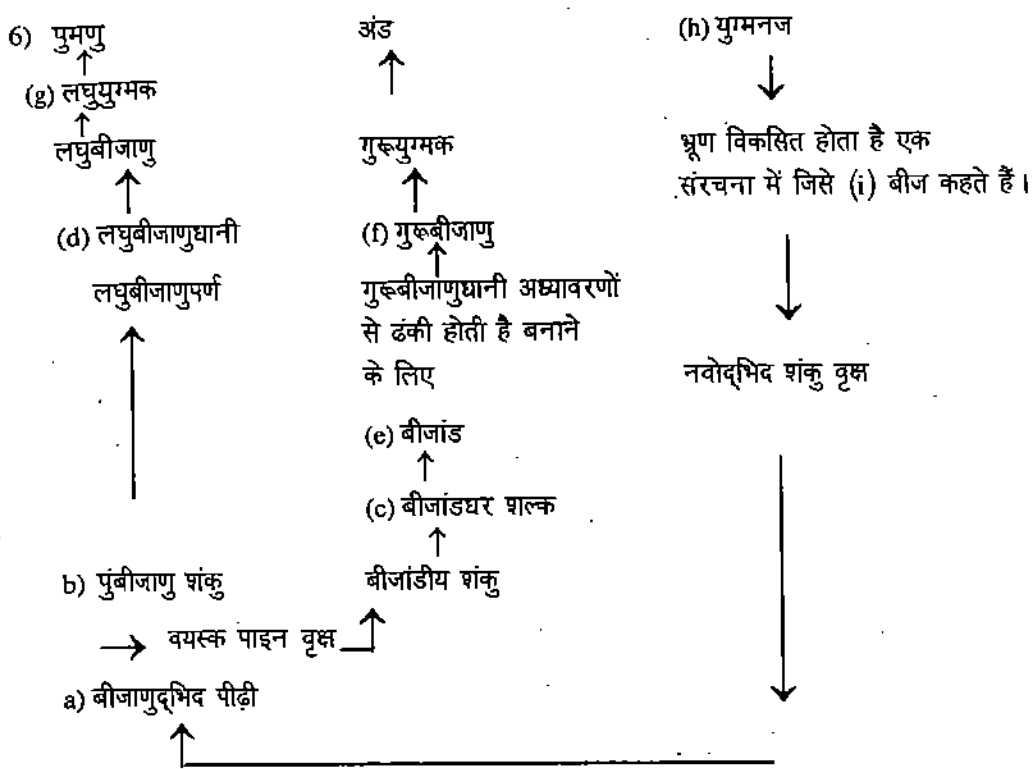 6) पुमणु
(g) लघुयुग्मक
लघुबीजाणु
(d) लघुबीजाणुधानी
लघुबीजाणुपर्ण
b) पुंबीजाणु शंकु
वयस्क पाइन वृक्ष
a) बीजाणुद्भिद पीढ़ी
अंड
गुरूयुग्मक
(f) गुरूबीजाणु
गुरूबीजाणुधानी अध्यावरणों
से ढंकी होती है बनाने
के लिए
(e) बीजांड
(c) बीजांडघर शल्क
बीजांडीय शंकु
(h) युग्मनज
भ्रूण विकसित होता है एक
संरचना में जिसे (i) बीज कहते हैं।
नवोद्भिद शंकु वृक्ष